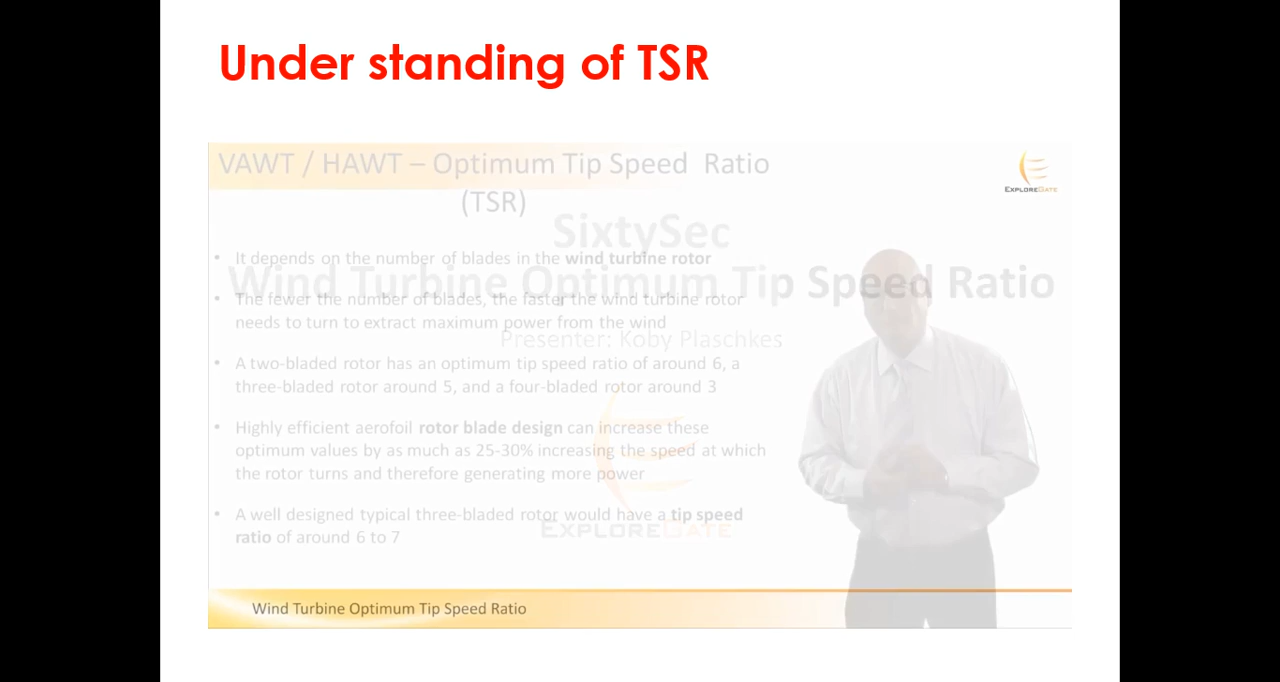 Under standing of TSR
VAWT / HAWT – Optimum Tip Speed Ratio
(TSR)
EXPLOREGATE
SixtySec
Wind Turbine Optimum Tip Speed Ratio
Presenter: Koby Plaschkes
• It depends on the number of blades in the wind turbine rotor
• The fewer the number of blades, the faster the wind turbine rotor
needs to turn to extract maximum power from the wind
• A two-bladed rotor has an optimum tip speed ratio of around 6, a
three-bladed rotor around 5, and a four-bladed rotor around 3
• Highly efficient aerofoil rotor blade design can increase these
optimum values by as much as 25-30% increasing the speed at which
the rotor turns and therefore generating more power
• A well designed typical three-bladed rotor would have a tip speed
ratio of around 6 to 7
EXPLOREGATE
Wind Turbine Optimum Tip Speed Ratio